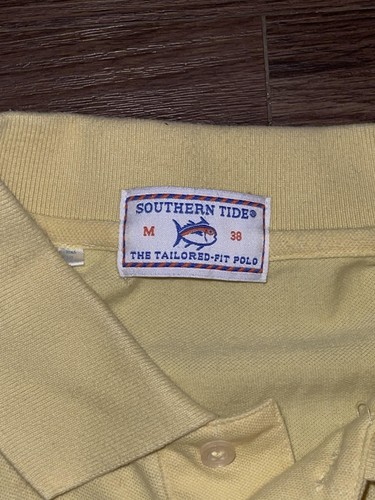 SOUTHERN TIDE®
M 38
THE TAILORED-FIT POLO